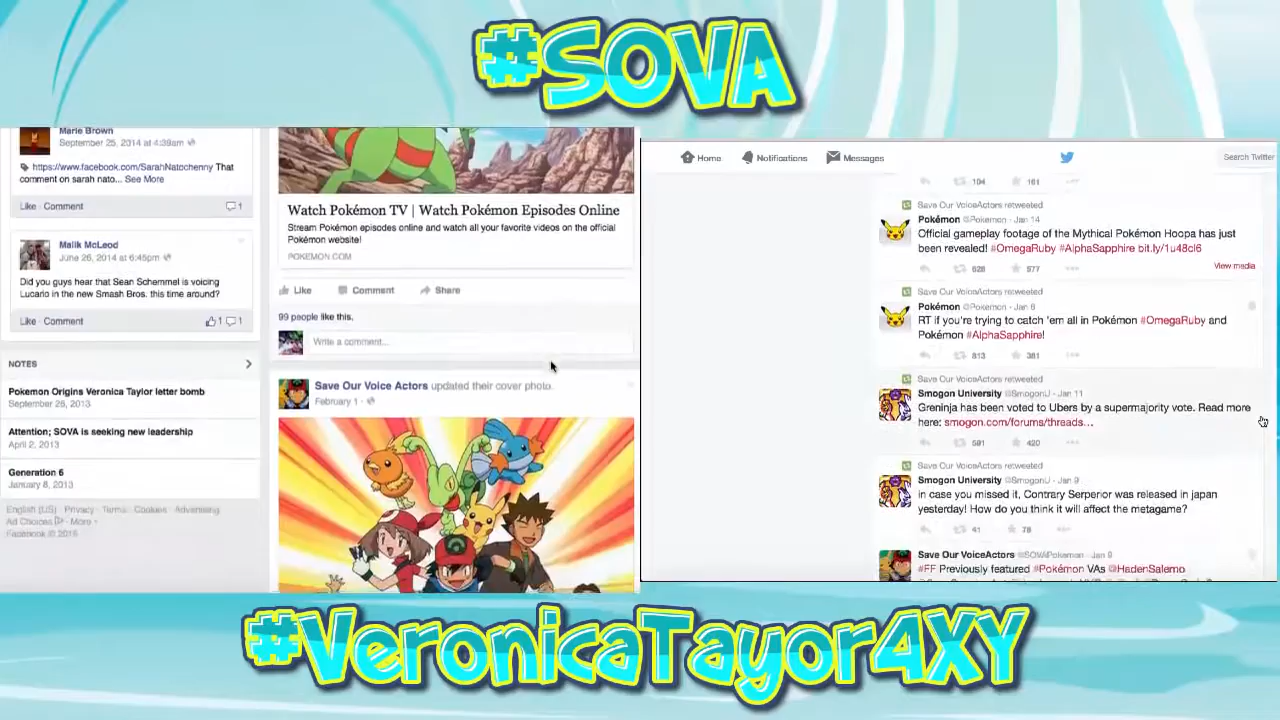 #SOVA
Marie Brown
September 25, 2014 at 4:39am
https://www.facebook.com/SarahNatochenny That
comment on sarah nato... See More
Like · Comment
1
Malik McLeod
June 26, 2014 at 6:45pm
Did you guys hear that Sean Schemmel is voicing
Lucario in the new Smash Bros. this time around?
Like · Comment
1 1
NOTES
Pokemon Origins Veronica Taylor letter bomb
September 26, 2013
Attention; SOVA is seeking new leadership
April 2, 2013
Generation 6
January 8, 2013
English (US) · Privacy · Terms · Cookies · Advertising
Ad Choices · More
Facebook © 2015
Watch Pokémon TV | Watch Pokémon Episodes Online
Stream Pokémon episodes online and watch all your favorite videos on the official
Pokémon website!
POKEMON.COM
Like Comment Share
99 people like this.
Write a comment...
Save Our Voice Actors updated their cover photo.
February 1
Home Notifications Messages
Search Twitter
104 161
Save Our VoiceActors retweeted
Pokémon @Pokemon · Jan 14
Official gameplay footage of the Mythical Pokémon Hoopa has just
been revealed! #OmegaRuby #AlphaSapphire bit.ly/1u48cl6
View media
628 577
Save Our VoiceActors retweeted
Pokémon @Pokemon · Jan 6
RT if you're trying to catch 'em all in Pokémon #OmegaRuby and
Pokémon #AlphaSapphire!
813 381
Save Our VoiceActors retweeted
Smogon University @SmogonU · Jan 11
Greninja has been voted to Ubers by a supermajority vote. Read more
here: smogon.com/forums/threads...
591 420
Save Our VoiceActors retweeted
Smogon University @SmogonU · Jan 9
in case you missed it, Contrary Serperior was released in japan
yesterday! How do you think it will affect the metagame?
41 78
Save Our VoiceActors @SOVAPokemon · Jan 9
#FF Previously featured #Pokémon VAs @HadenSalemo
#VeronicaTayor4XY